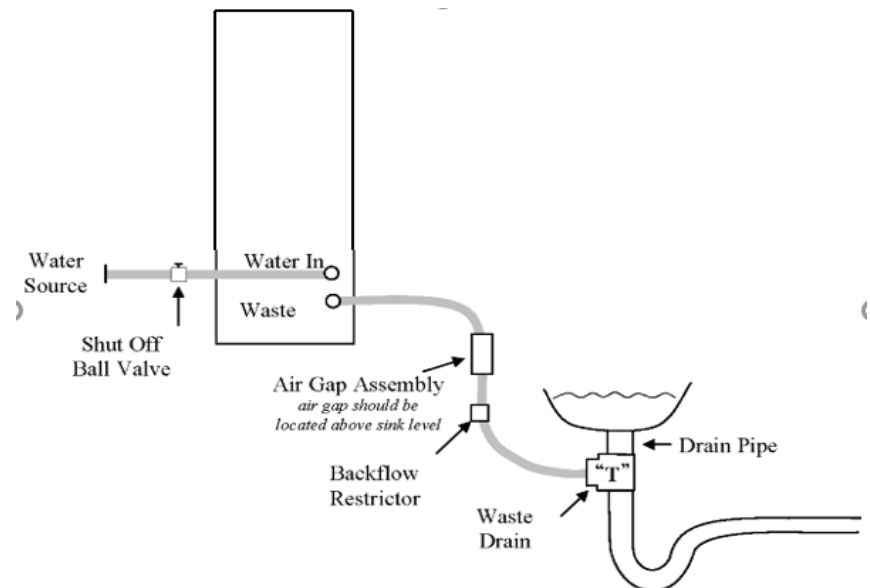 Water
Source
Water In
Waste
Shut Off
Ball Valve
Air Gap Assembly
air gap should be
located above sink level
Backflow
Restrictor
Drain Pipe
“T”
Waste
Drain